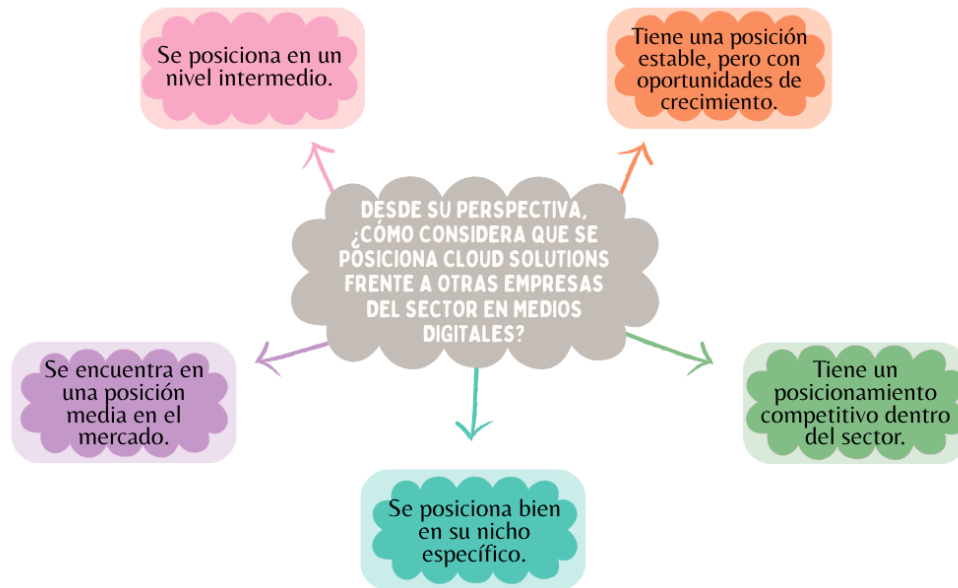 Se posiciona en un
nivel intermedio.
Tiene una posición
estable, pero con
oportunidades de
crecimiento.
DESDE SU PERSPECTIVA,
¿CÓMO CONSIDERA QUE SE
POSICIONA CLOUD SOLUTIONS
FRENTE A OTRAS EMPRESAS
DEL SECTOR EN MEDIOS
DIGITALES?
Se encuentra en
una posición
media en el
mercado.
Tiene un
posicionamiento
competitivo dentro
del sector.
Se posiciona bien
en su nicho
específico.